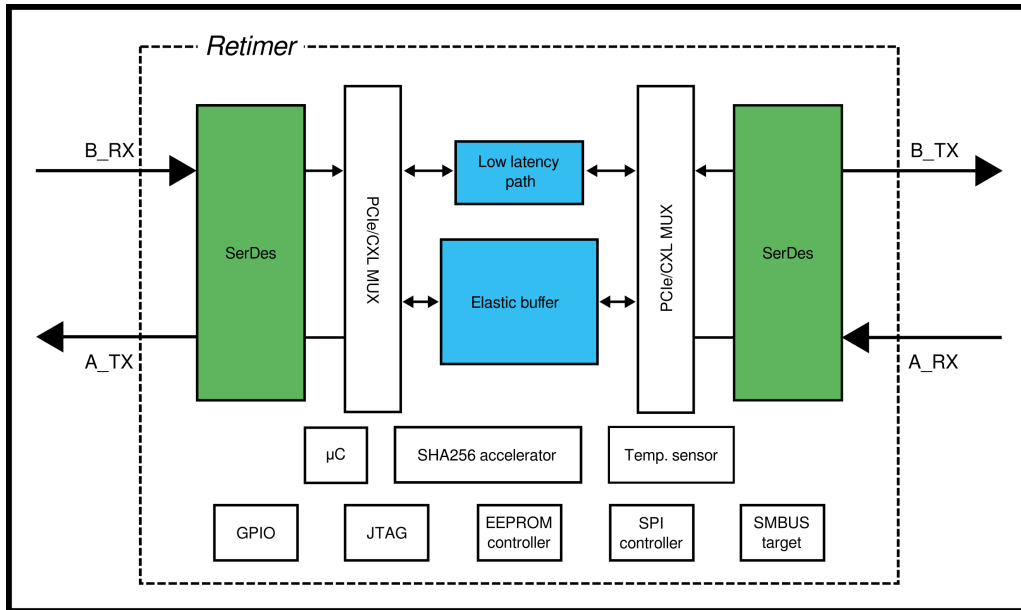 Retimer
B_RX
B_TX
A_TX
A_RX
SerDes
PCIe/CXL MUX
Low latency
path
Elastic buffer
PCIe/CXL MUX
SerDes
µC
SHA256 accelerator
Temp. sensor
GPIO
JTAG
EEPROM
controller
SPI
controller
SMBUS
target